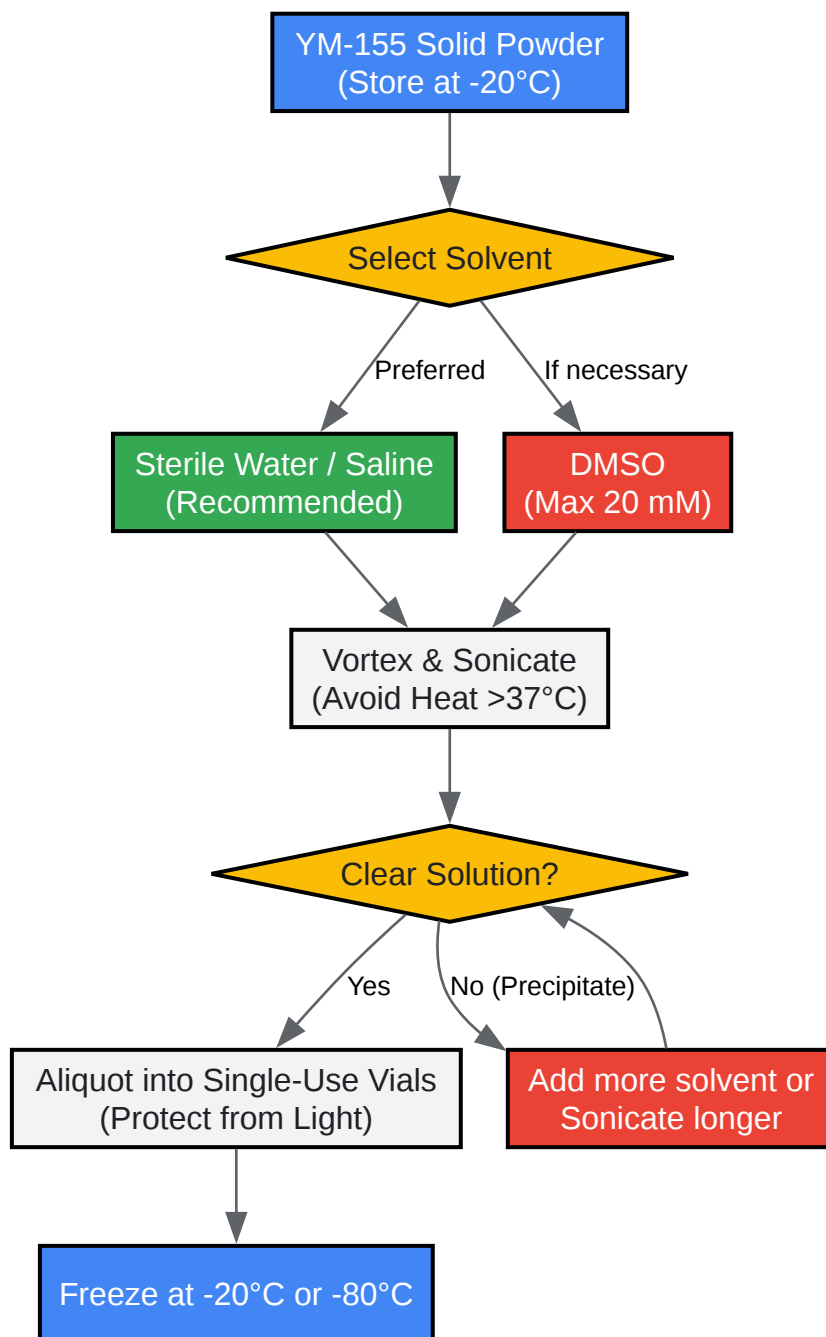 YM-155 Solid Powder
(Store at -20°C)
Select Solvent
Preferred
If necessary
Sterile Water / Saline
(Recommended)
DMSO
(Max 20 mM)
Vortex & Sonicate
(Avoid Heat >37°C)
Clear Solution?
Yes
No (Precipitate)
Aliquot into Single-Use Vials
(Protect from Light)
Add more solvent or
Sonicate longer
Freeze at -20°C or -80°C